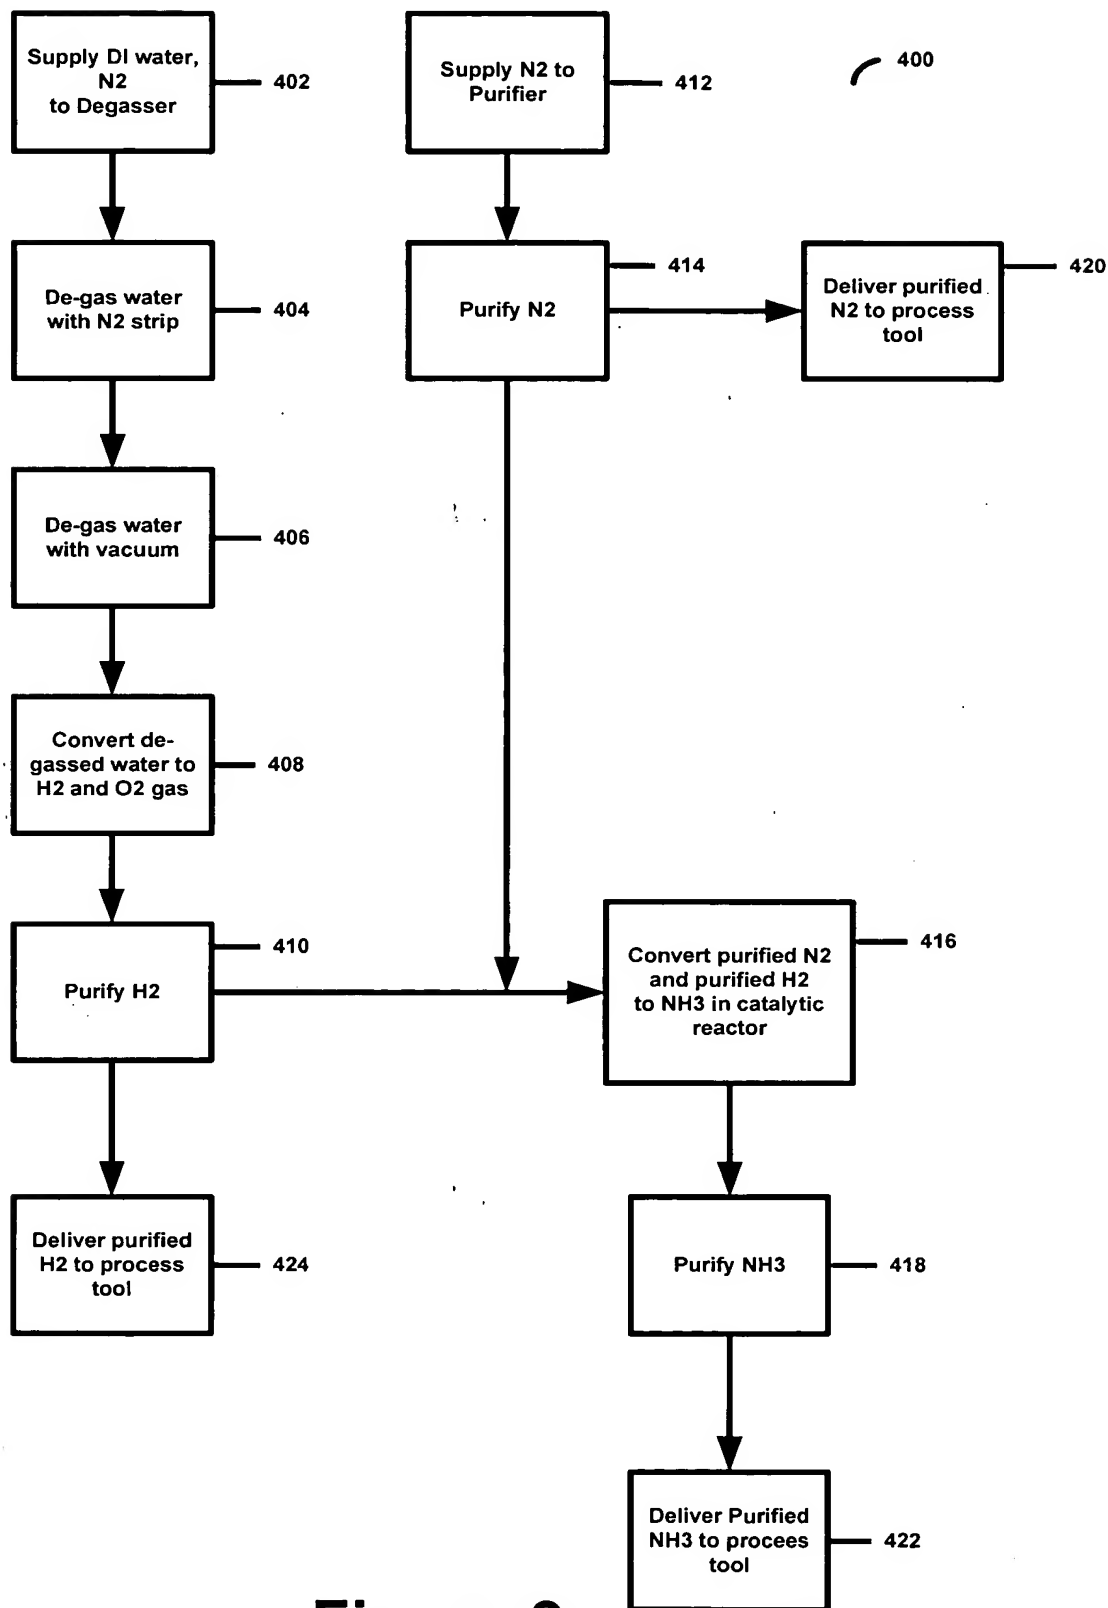 Supply DI water,
N2
to Degasser
402
Supply N2 to
Purifier
412
400
De-gas water
with N2 strip
404
Purify N2
414
Deliver purified
N2 to process
tool
420
De-gas water
with vacuum
406
Convert de-
gassed water to
H2 and O2 gas
408
Purify H2
410
Convert purified N2
and purified H2
to NH3 in catalytic
reactor
416
Deliver purified
H2 to process
tool
424
Purify NH3
418
Deliver Purified
NH3 to procees
tool
422